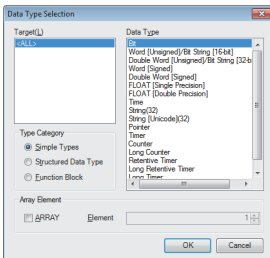 Data Type Selection
Target(L)
<ALL>
Data Type
Bit
Word [Unsigned]/Bit String [16-bit]
Double Word [Unsigned]/Bit String [32-b
Word [Signed]
Double Word [Signed]
FLOAT [Single Precision]
FLOAT [Double Precision]
Time
String(32)
String [Unicode](32)
Pointer
Timer
Counter
Long Counter
Retentive Timer
Long Retentive Timer
Long Timer
Type Category
Simple Types
Structured Data Type
Function Block
Array Element
ARRAY
Element
1
OK
Cancel